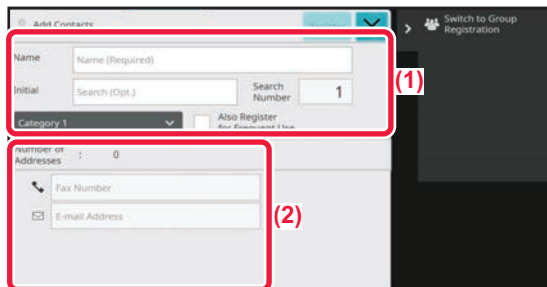 Add Contacts
Register
Switch to Group
Registration
Name
Name (Required)
(1)
Initial
Search (Opt.)
Search
Number
1
Category 1
Also Register
for Frequent Use
Number of
Addresses : 0
Fax Number
E-mail Address
(2)